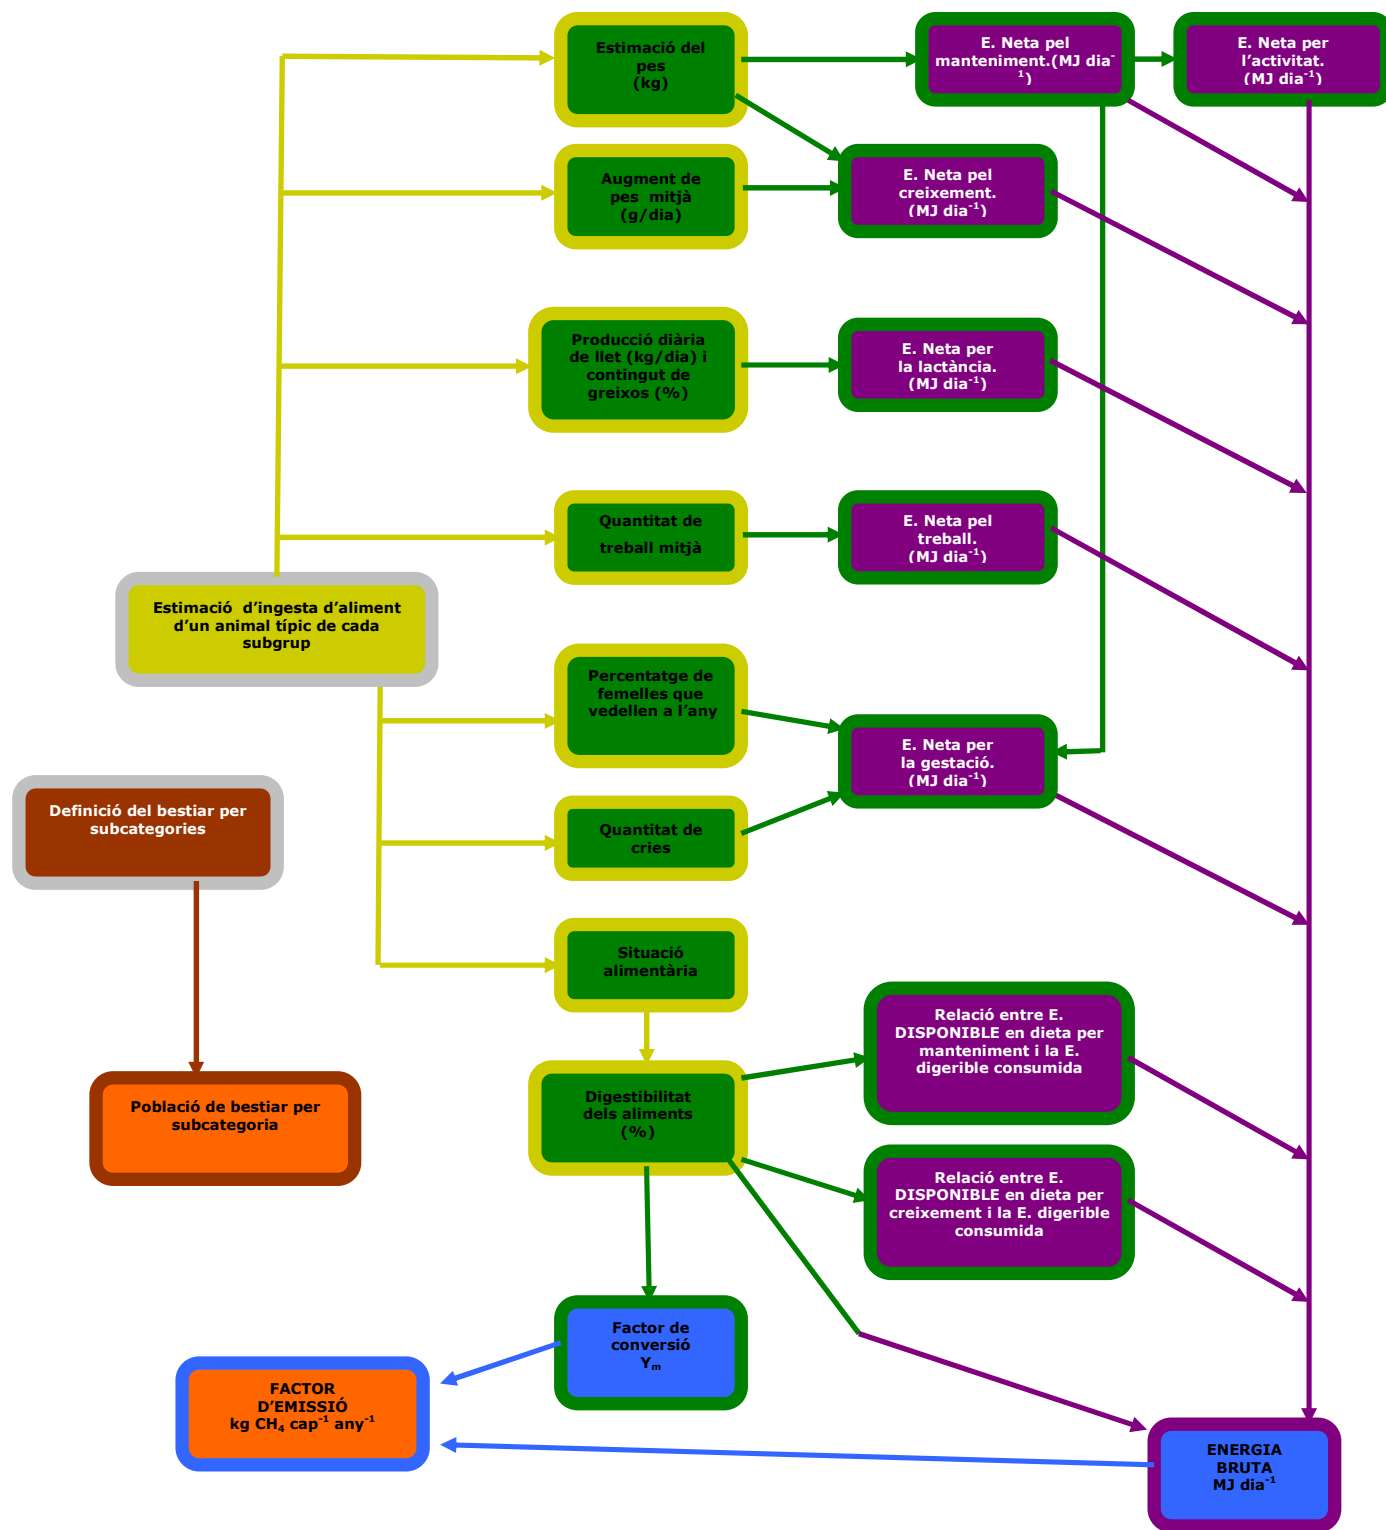 Estimació del
pes
(kg)
E. Neta pel
manteniment.(MJ dia⁻
¹)
E. Neta per
l'activitat.
(MJ dia⁻¹)
Augment de
pes mitjà
(g/dia)
E. Neta pel
creixement.
(MJ dia⁻¹)
Producció diària
de llet (kg/dia) i
contingut de
greixos (%)
E. Neta per
la lactància.
(MJ dia⁻¹)
Quantitat de
treball mitjà
E. Neta pel
treball.
(MJ dia⁻¹)
Estimació d'ingesta d'aliment
d'un animal típic de cada
subgrup
Percentatge de
femelles que
vedellen a l'any
E. Neta per
la gestació.
(MJ dia⁻¹)
Definició del bestiar per
subcategories
Quantitat de
cries
Situació
alimentària
Relació entre E.
DISPONIBLE en dieta per
manteniment i la E.
digerible consumida
Població de bestiar per
subcategoria
Digestibilitat
dels aliments
(%)
Relació entre E.
DISPONIBLE en dieta per
creixement i la E. digerible
consumida
Factor de
conversió
Yₘ
FACTOR
D'EMISSIÓ
kg CH₄ cap⁻¹ any⁻¹
ENERGIA
BRUTA
MJ dia⁻¹